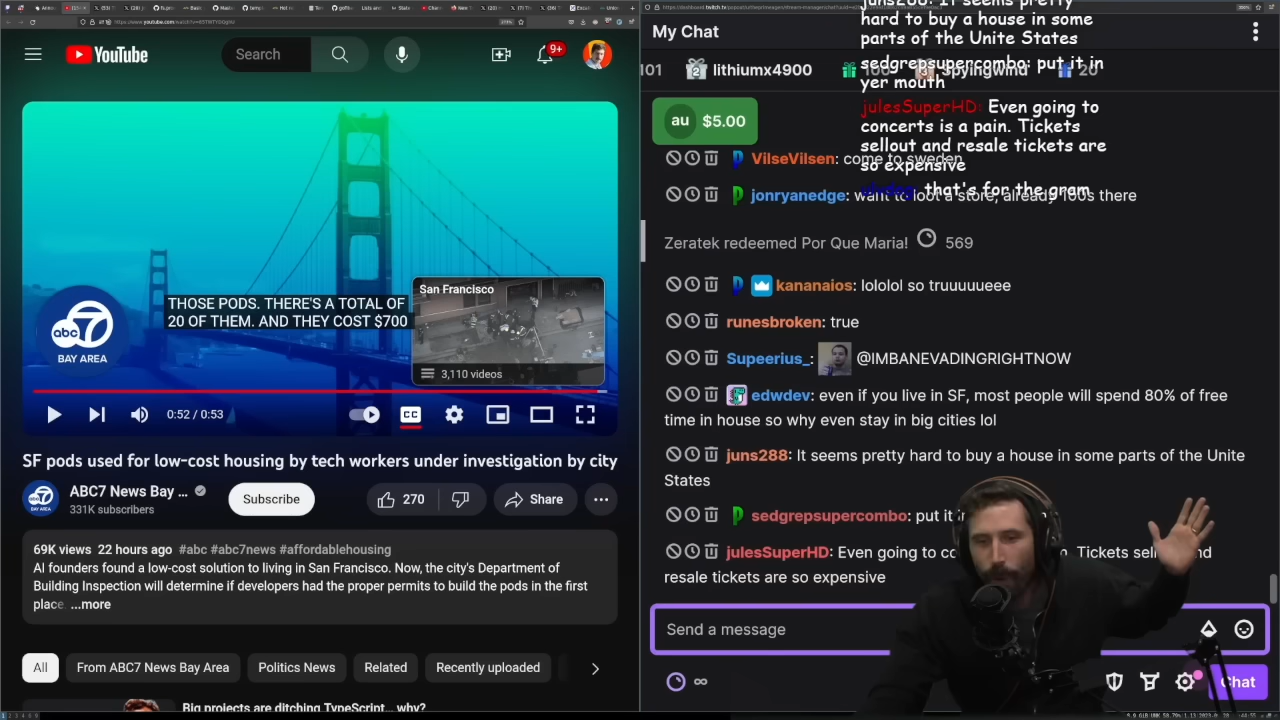 YouTube
Search
9+
THOSE PODS. THERE'S A TOTAL OF
20 OF THEM. AND THEY COST $700
San Francisco
3,110 videos
abc 7
BAY AREA
0:52 / 0:53
CC
SF pods used for low-cost housing by tech workers under investigation by city
ABC7 News Bay ...
331K subscribers
Subscribe
270
Share
69K views 22 hours ago #abc #abc7news #affordablehousing
AI founders found a low-cost solution to living in San Francisco. Now, the city's Department of
Building Inspection will determine if developers had the proper permits to build the pods in the first
place. ...more
All
From ABC7 News Bay Area
Politics News
Related
Recently uploaded
Big projects are ditching TypeScript... why?
My Chat
101
lithiumx4900
100
Spyingwind
20
au $5.00
VilseVilsen: come to sweden
jonryanedge: want to loot a store, already 100s there
Zeratek redeemed Por Que Maria! 569
kananaios: lololol so truuuuueee
runesbroken: true
Supeerius_: @IMBANEVADINGRIGHTNOW
edwdev: even if you live in SF, most people will spend 80% of free
time in house so why even stay in big cities lol
juns288: It seems pretty hard to buy a house in some parts of the Unite
States
sedgrepsupercombo: put it
julesSuperHD: Even going to
Tickets
and
resale tickets are so expensive
Send a message
Chat
juns288: It seems pretty
hard to buy a house in some
parts of the Unite States
sedgrepsupercombo: put it in
yer mouth
julesSuperHD: Even going to
concerts is a pain. Tickets
sellout and resale tickets are
so expensive
that's for the gram